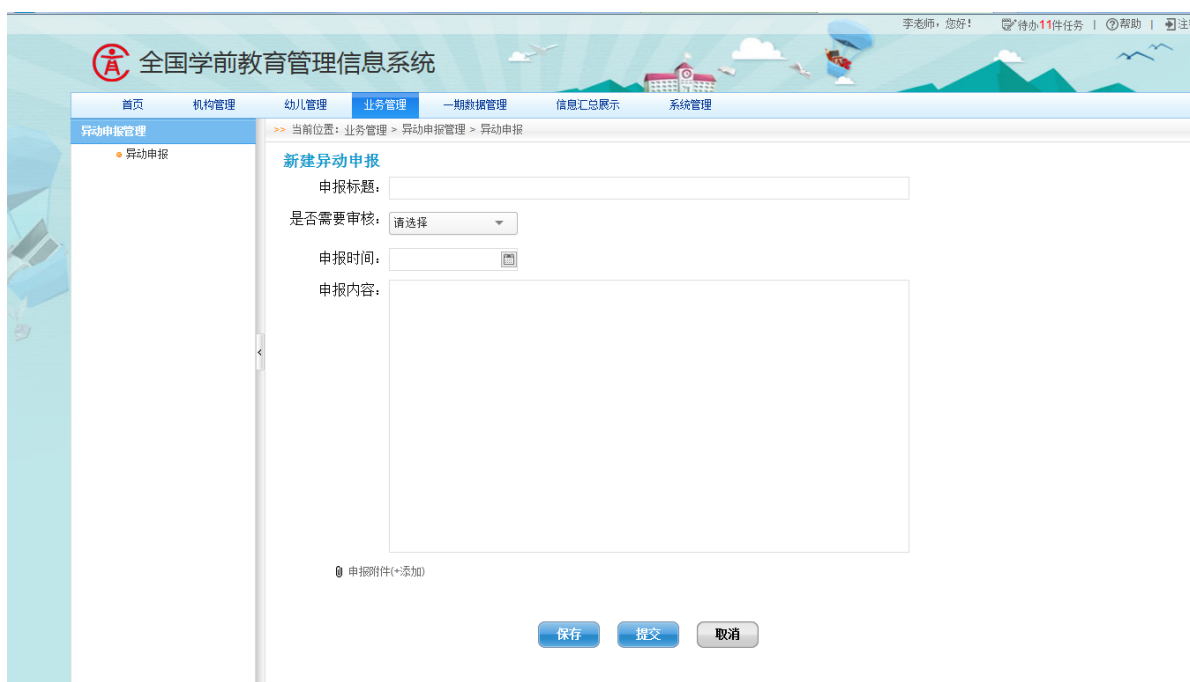 李老师，您好！ 待办11件任务 | 帮助 | 注
全国学前教育管理信息系统
首页 机构管理 幼儿管理 业务管理 一期数据管理 信息汇总展示 系统管理
异动申报管理
>> 当前位置：业务管理 > 异动申报管理 > 异动申报
异动申报
新建异动申报
申报标题：
是否需要审核： 请选择
申报时间：
申报内容：
申报附件(+添加)
保存 提交 取消